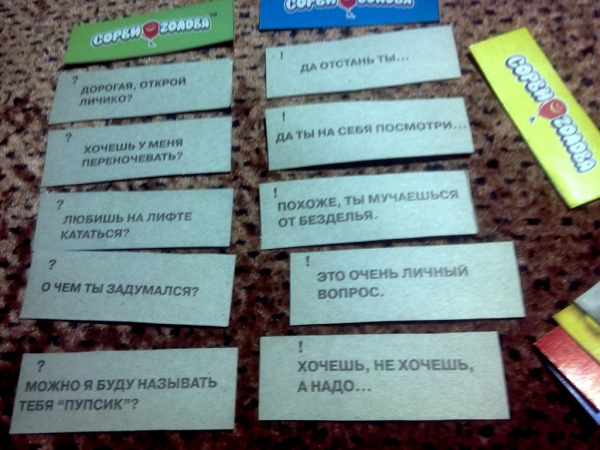 СОРВИ ГОЛОВА™
?
ДОРОГАЯ, ОТКРОЙ
ЛИЧИКО?
?
ХОЧЕШЬ У МЕНЯ
ПЕРЕНОЧЕВАТЬ?
?
ЛЮБИШЬ НА ЛИФТЕ
КАТАТЬСЯ?
?
О ЧЕМ ТЫ ЗАДУМАЛСЯ?
?
МОЖНО Я БУДУ НАЗЫВАТЬ
ТЕБЯ “ПУПСИК”?
СОРВИ ГОЛОВА
!
ДА ОТСТАНЬ ТЫ...
!
ДА ТЫ НА СЕБЯ ПОСМОТРИ...
!
ПОХОЖЕ, ТЫ МУЧАЕШЬСЯ
ОТ БЕЗДЕЛЬЯ.
!
ЭТО ОЧЕНЬ ЛИЧНЫЙ
ВОПРОС.
!
ХОЧЕШЬ, НЕ ХОЧЕШЬ,
А НАДО...
СОРВИ ГОЛОВА